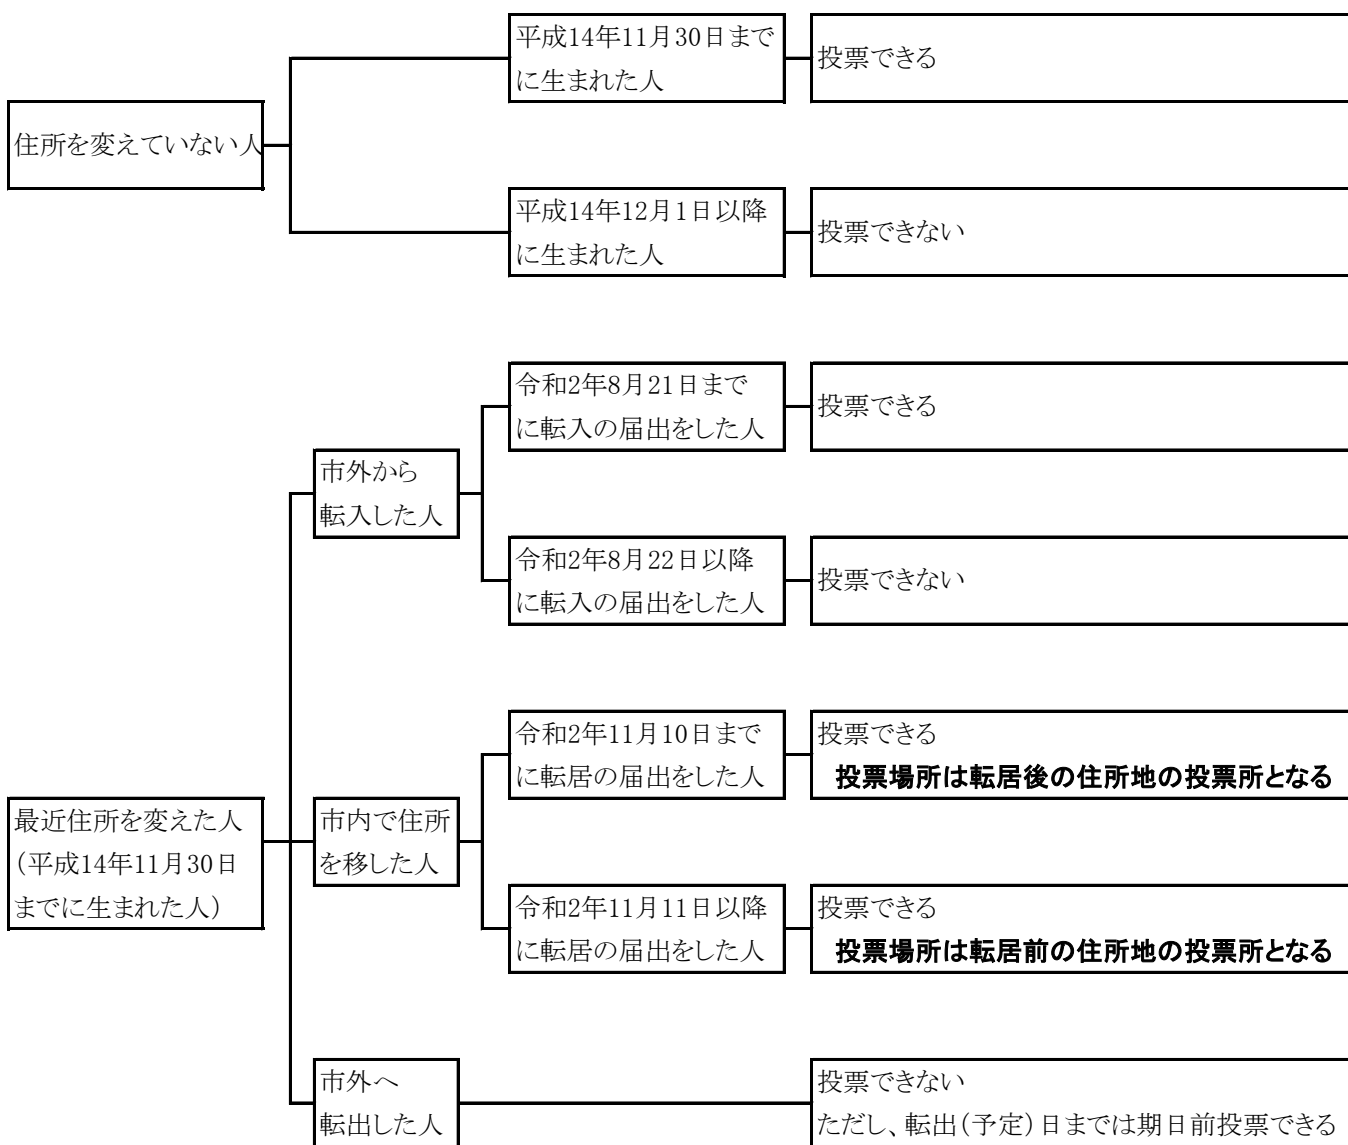 住所を変えていない人
平成14年11月30日まで
に生まれた人
投票できる
平成14年12月1日以降
に生まれた人
投票できない
最近住所を変えた人
(平成14年11月30日
までに生まれた人)
市外から
転入した人
令和2年8月21日まで
に転入の届出をした人
投票できる
令和2年8月22日以降
に転入の届出をした人
投票できない
市内で住所
を移した人
令和2年11月10日まで
に転居の届出をした人
投票できる
投票場所は転居後の住所地の投票所となる
令和2年11月11日以降
に転居の届出をした人
投票できる
投票場所は転居前の住所地の投票所となる
市外へ
転出した人
投票できない
ただし、転出(予定)日までは期日前投票できる